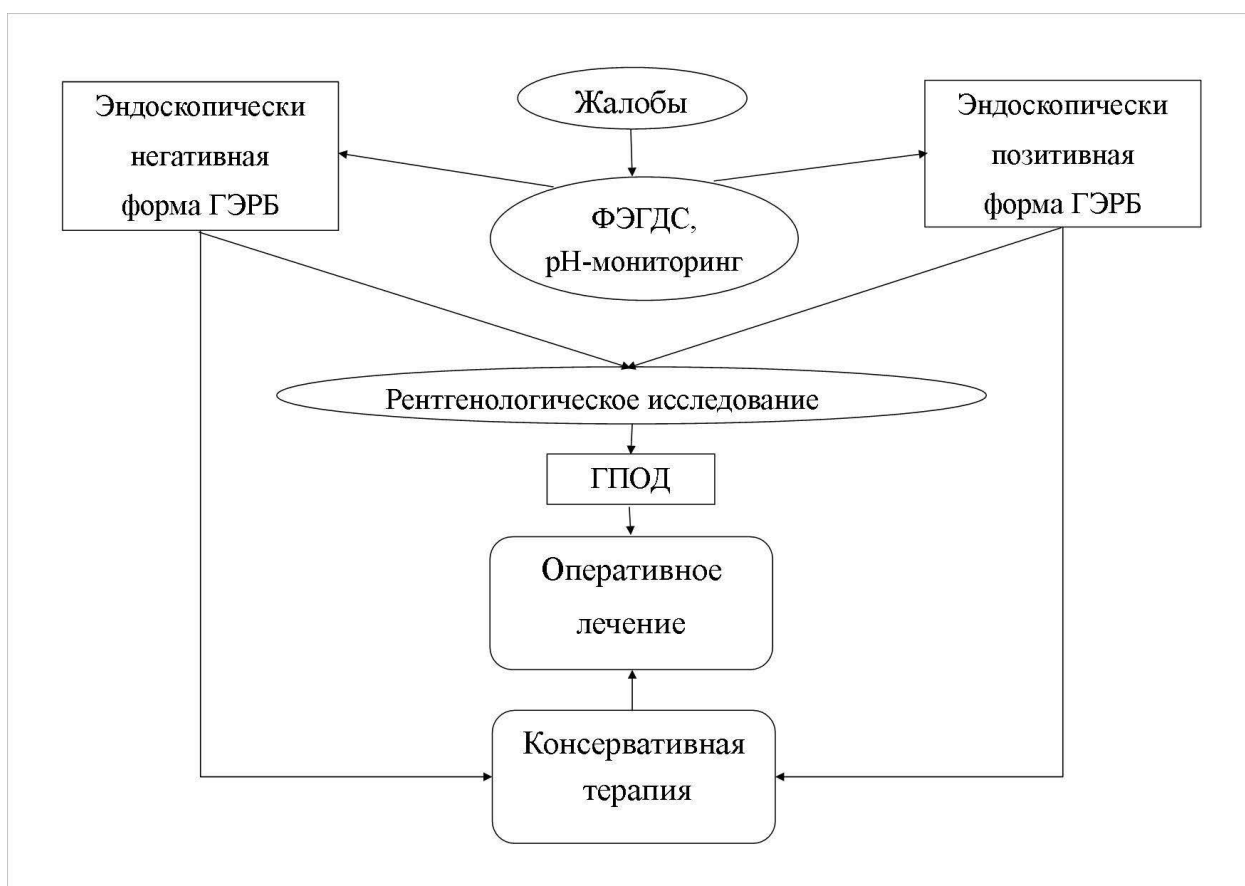 Жалобы
Эндоскопически
негативная
форма ГЭРБ
Эндоскопически
позитивная
форма ГЭРБ
ФЭГДС,
pH-мониторинг
Рентгенологическое исследование
ГПОД
Оперативное
лечение
Консервативная
терапия